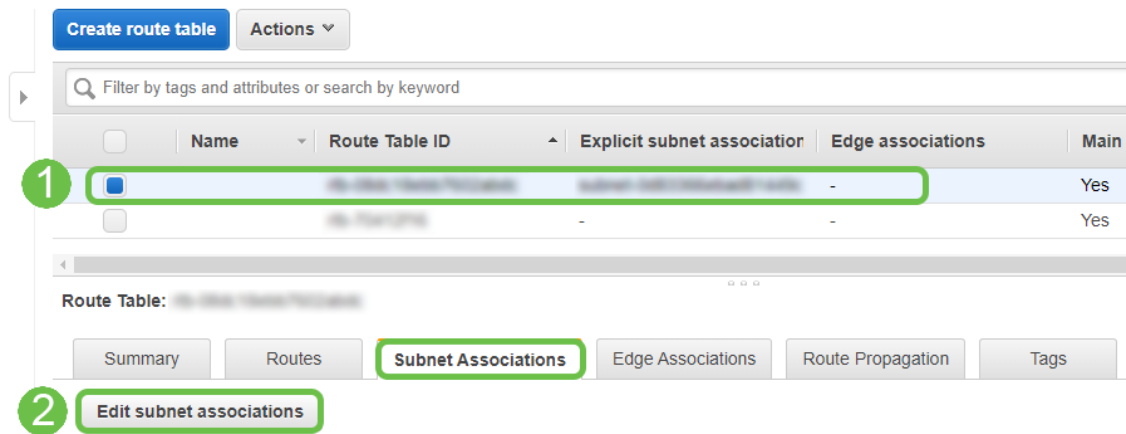 Create route table Actions
Filter by tags and attributes or search by keyword
Name Route Table ID Explicit subnet association Edge associations Main
1 - Yes
- - Yes
Route Table:
Summary Routes Subnet Associations Edge Associations Route Propagation Tags
2 Edit subnet associations